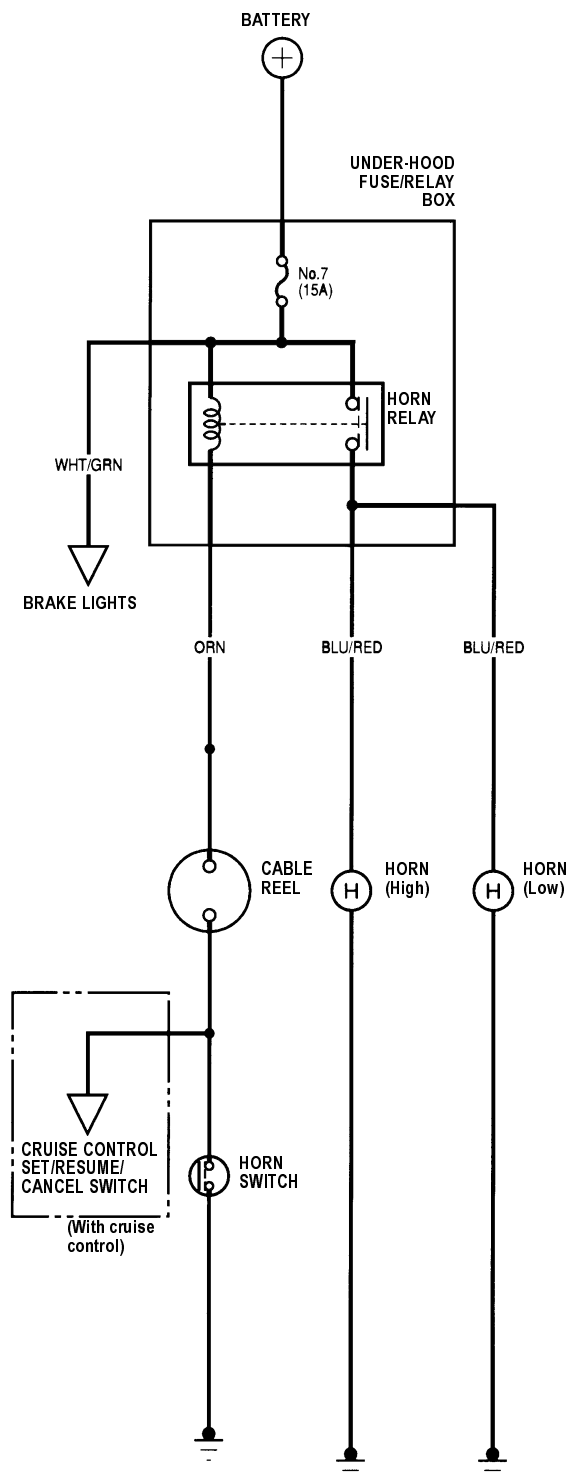 BATTERY
UNDER-HOOD
FUSE/RELAY
BOX
No.7
(15A)
HORN
RELAY
WHT/GRN
BRAKE LIGHTS
ORN
BLU/RED
BLU/RED
CABLE
REEL
HORN
(High)
HORN
(Low)
H
H
CRUISE CONTROL
SET/RESUME/
CANCEL SWITCH
HORN
SWITCH
(With cruise
control)